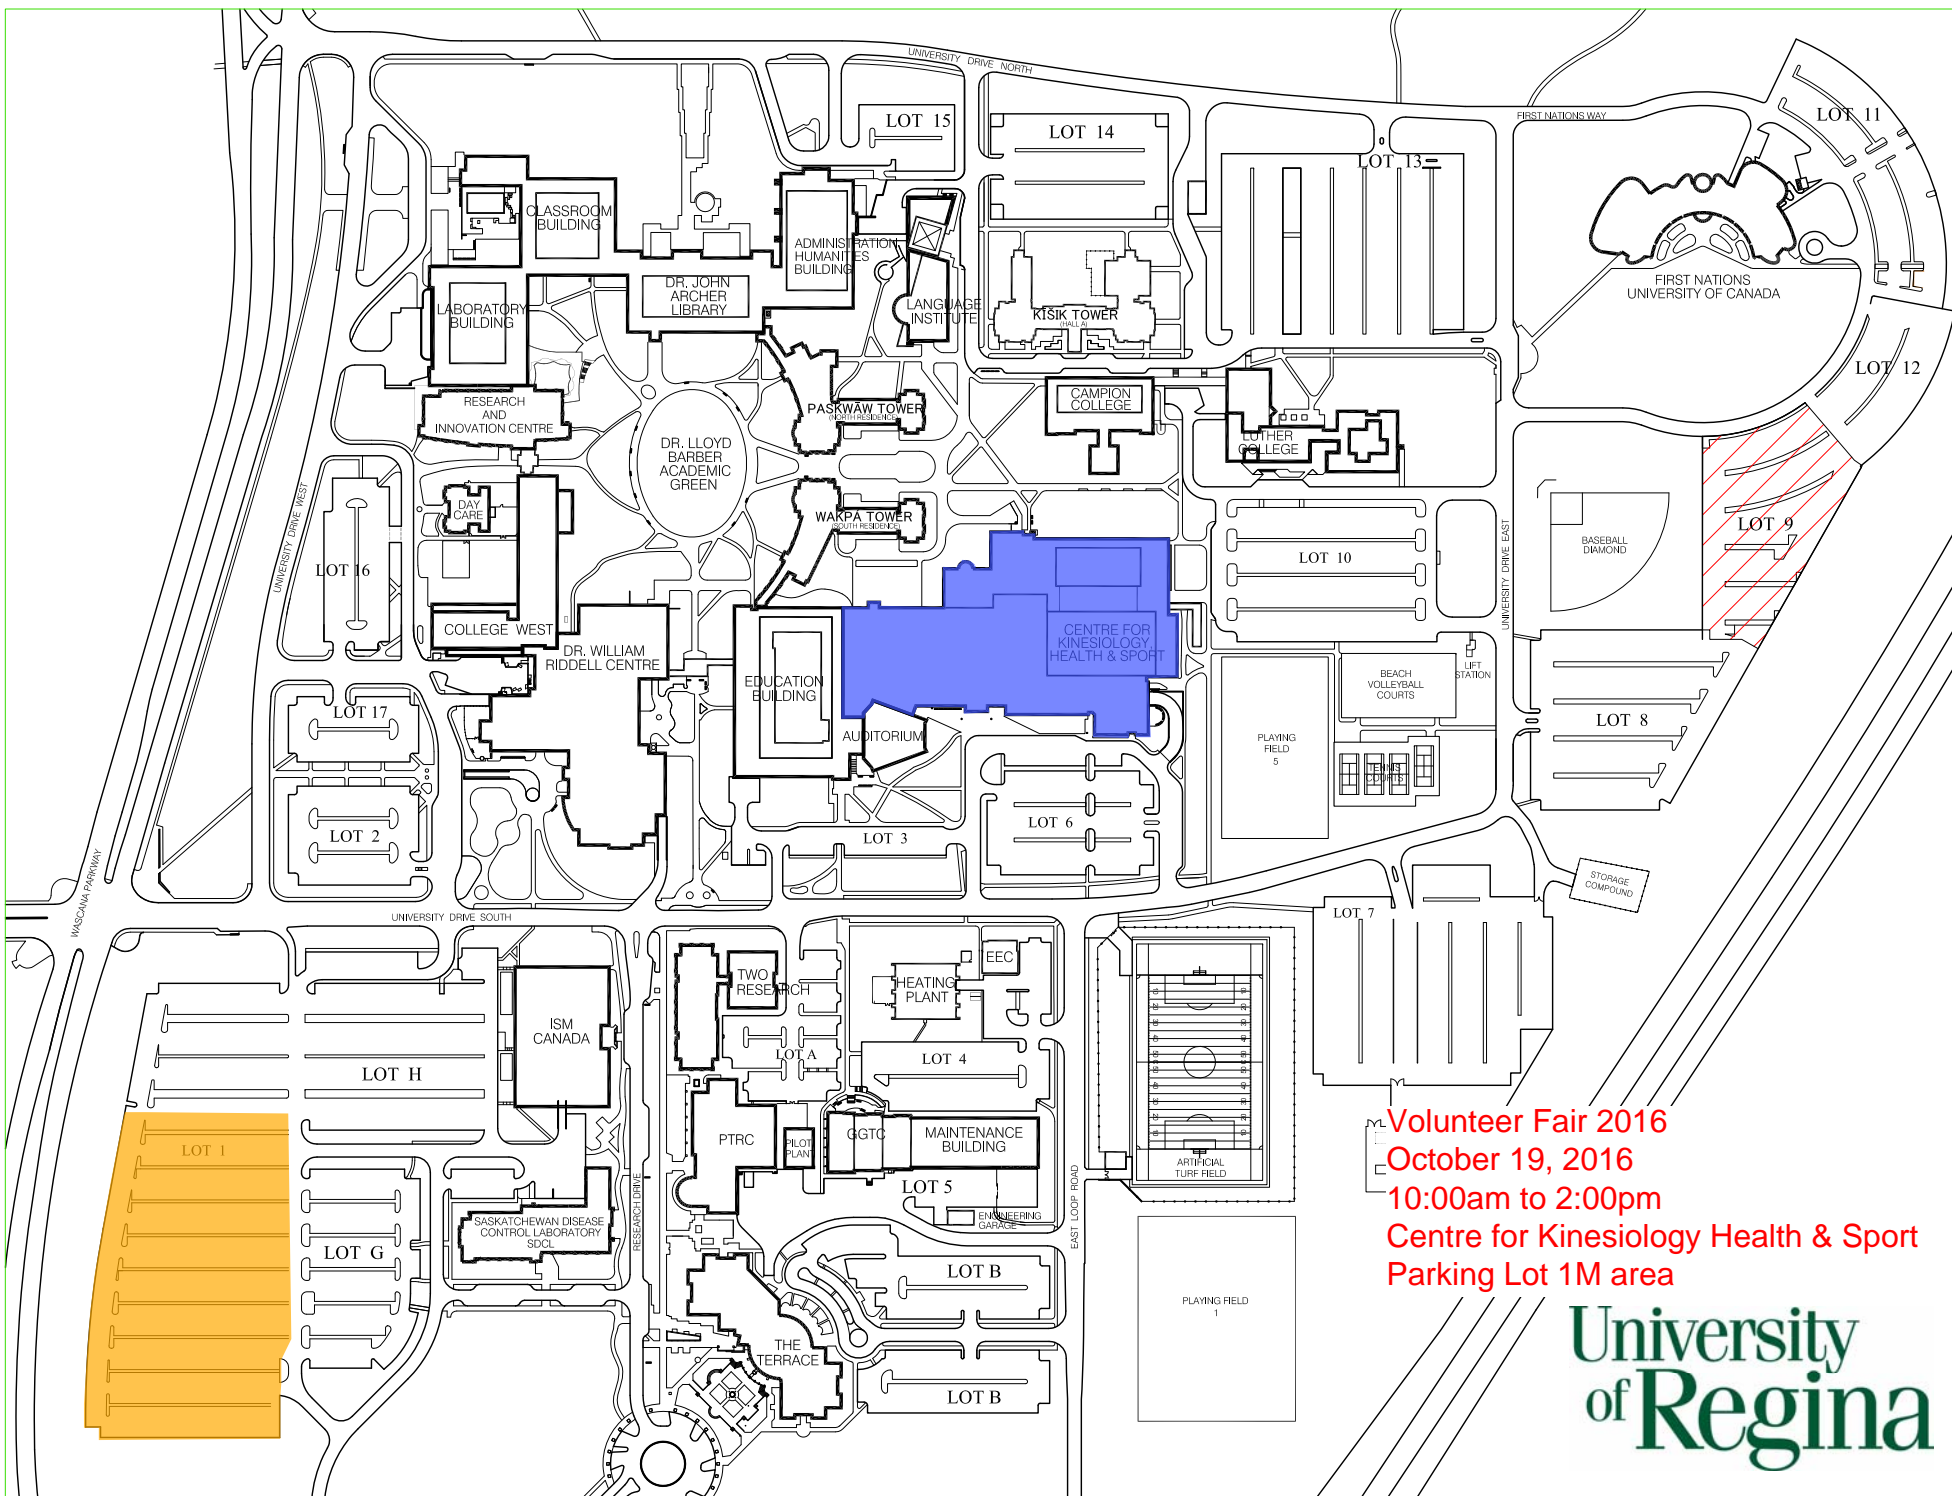 UNIVERSITY DRIVE NORTH
FIRST NATIONS WAY
LOT 11
LOT 15
LOT 14
LOT 13
CLASSROOM
BUILDING
ADMINISTRATION
HUMANITIES
BUILDING
DR. JOHN
ARCHER
LIBRARY
LABORATORY
BUILDING
LANGUAGE
INSTITUTE
KĪŠIK TOWER
(HALL A)
FIRST NATIONS
UNIVERSITY OF CANADA
LOT 12
RESEARCH
AND
INNOVATION CENTRE
PASKWĀW TOWER
(NORTH RESIDENCE)
CAMPION
COLLEGE
LUTHER
COLLEGE
DR. LLOYD
BARBER
ACADEMIC
GREEN
UNIVERSITY DRIVE WEST
DAY
CARE
WAKPÁ TOWER
(SOUTH RESIDENCE)
UNIVERSITY DRIVE EAST
LOT 9
BASEBALL
DIAMOND
LOT 16
LOT 10
COLLEGE WEST
DR. WILLIAM
RIDDELL CENTRE
CENTRE FOR
KINESIOLOGY,
HEALTH & SPORT
EDUCATION
BUILDING
BEACH
VOLLEYBALL
COURTS
LIFT
STATION
LOT 17
LOT 8
AUDITORIUM
PLAYING
FIELD
5
TENNIS
COURTS
LOT 2
LOT 3
LOT 6
WASCANA PARKWAY
STORAGE
COMPOUND
UNIVERSITY DRIVE SOUTH
LOT 7
TWO
RESEARCH
HEATING
PLANT
EEC
ISM
CANADA
LOT A
LOT 4
LOT H
LOT 1
PTRC
PILOT
PLANT
GGTC
MAINTENANCE
BUILDING
ARTIFICIAL
TURF FIELD
Volunteer Fair 2016
October 19, 2016
10:00am to 2:00pm
Centre for Kinesiology Health & Sport
Parking Lot 1M area
RESEARCH DRIVE
EAST LOOP ROAD
LOT 5
ENGINEERING
GARAGE
SASKATCHEWAN DISEASE
CONTROL LABORATORY
SDCL
LOT G
LOT B
PLAYING FIELD
1
THE
TERRACE
LOT B
University
of Regina